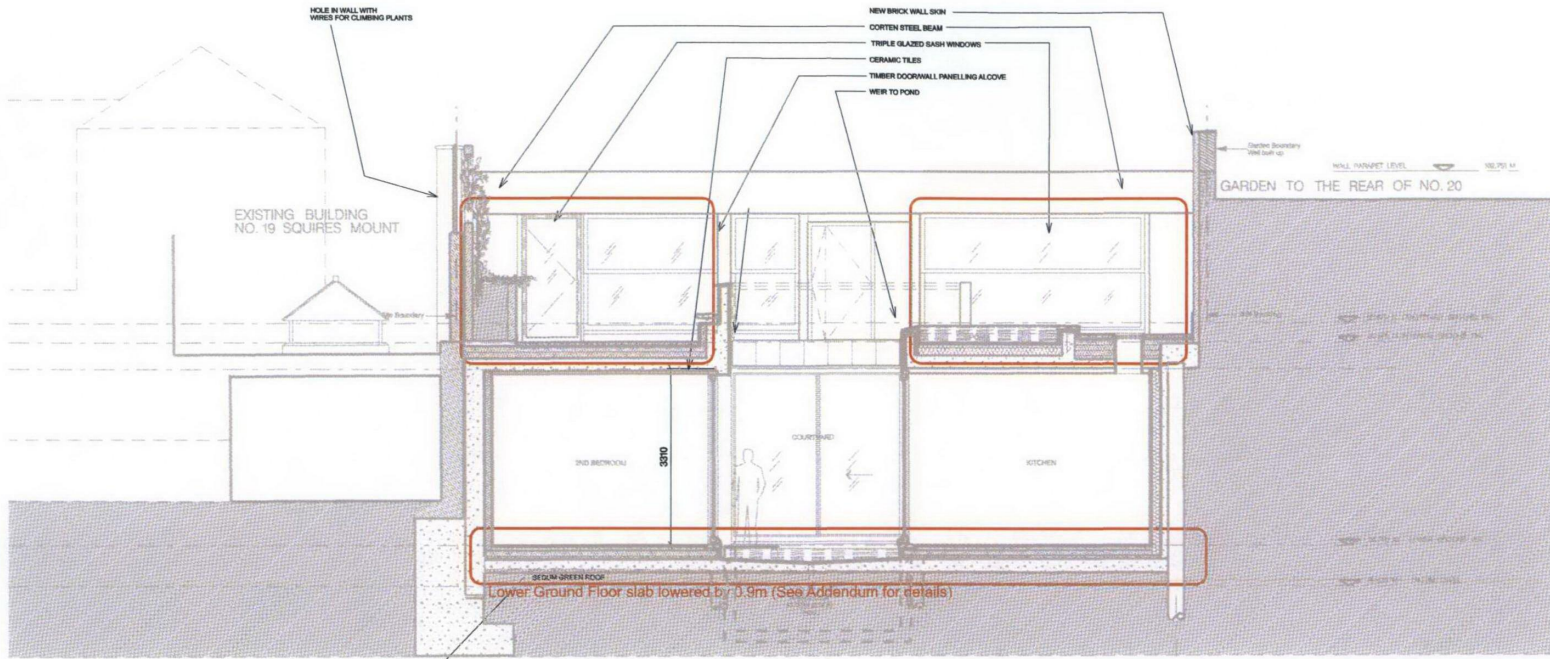 HOLE IN WALL WITH
WIRES FOR CLIMBING PLANTS
NEW BRICK WALL SKIN
CORTEN STEEL BEAM
TRIPLE GLAZED SASH WINDOWS
CERAMIC TILES
TIMBER DOOR/WALL PANELLING ALCOVE
WEIR TO POND
Garden Boundary
Wall built up
WALL PARAPET LEVEL
GARDEN TO THE REAR OF NO. 20
EXISTING BUILDING
NO. 19 SQUIRES MOUNT
Site Boundary
2ND BEDROOM
3310
COURTYARD
KITCHEN
SEDUM GREEN ROOF
Lower Ground Floor slab lowered by 0.9m (See Addendum for details)